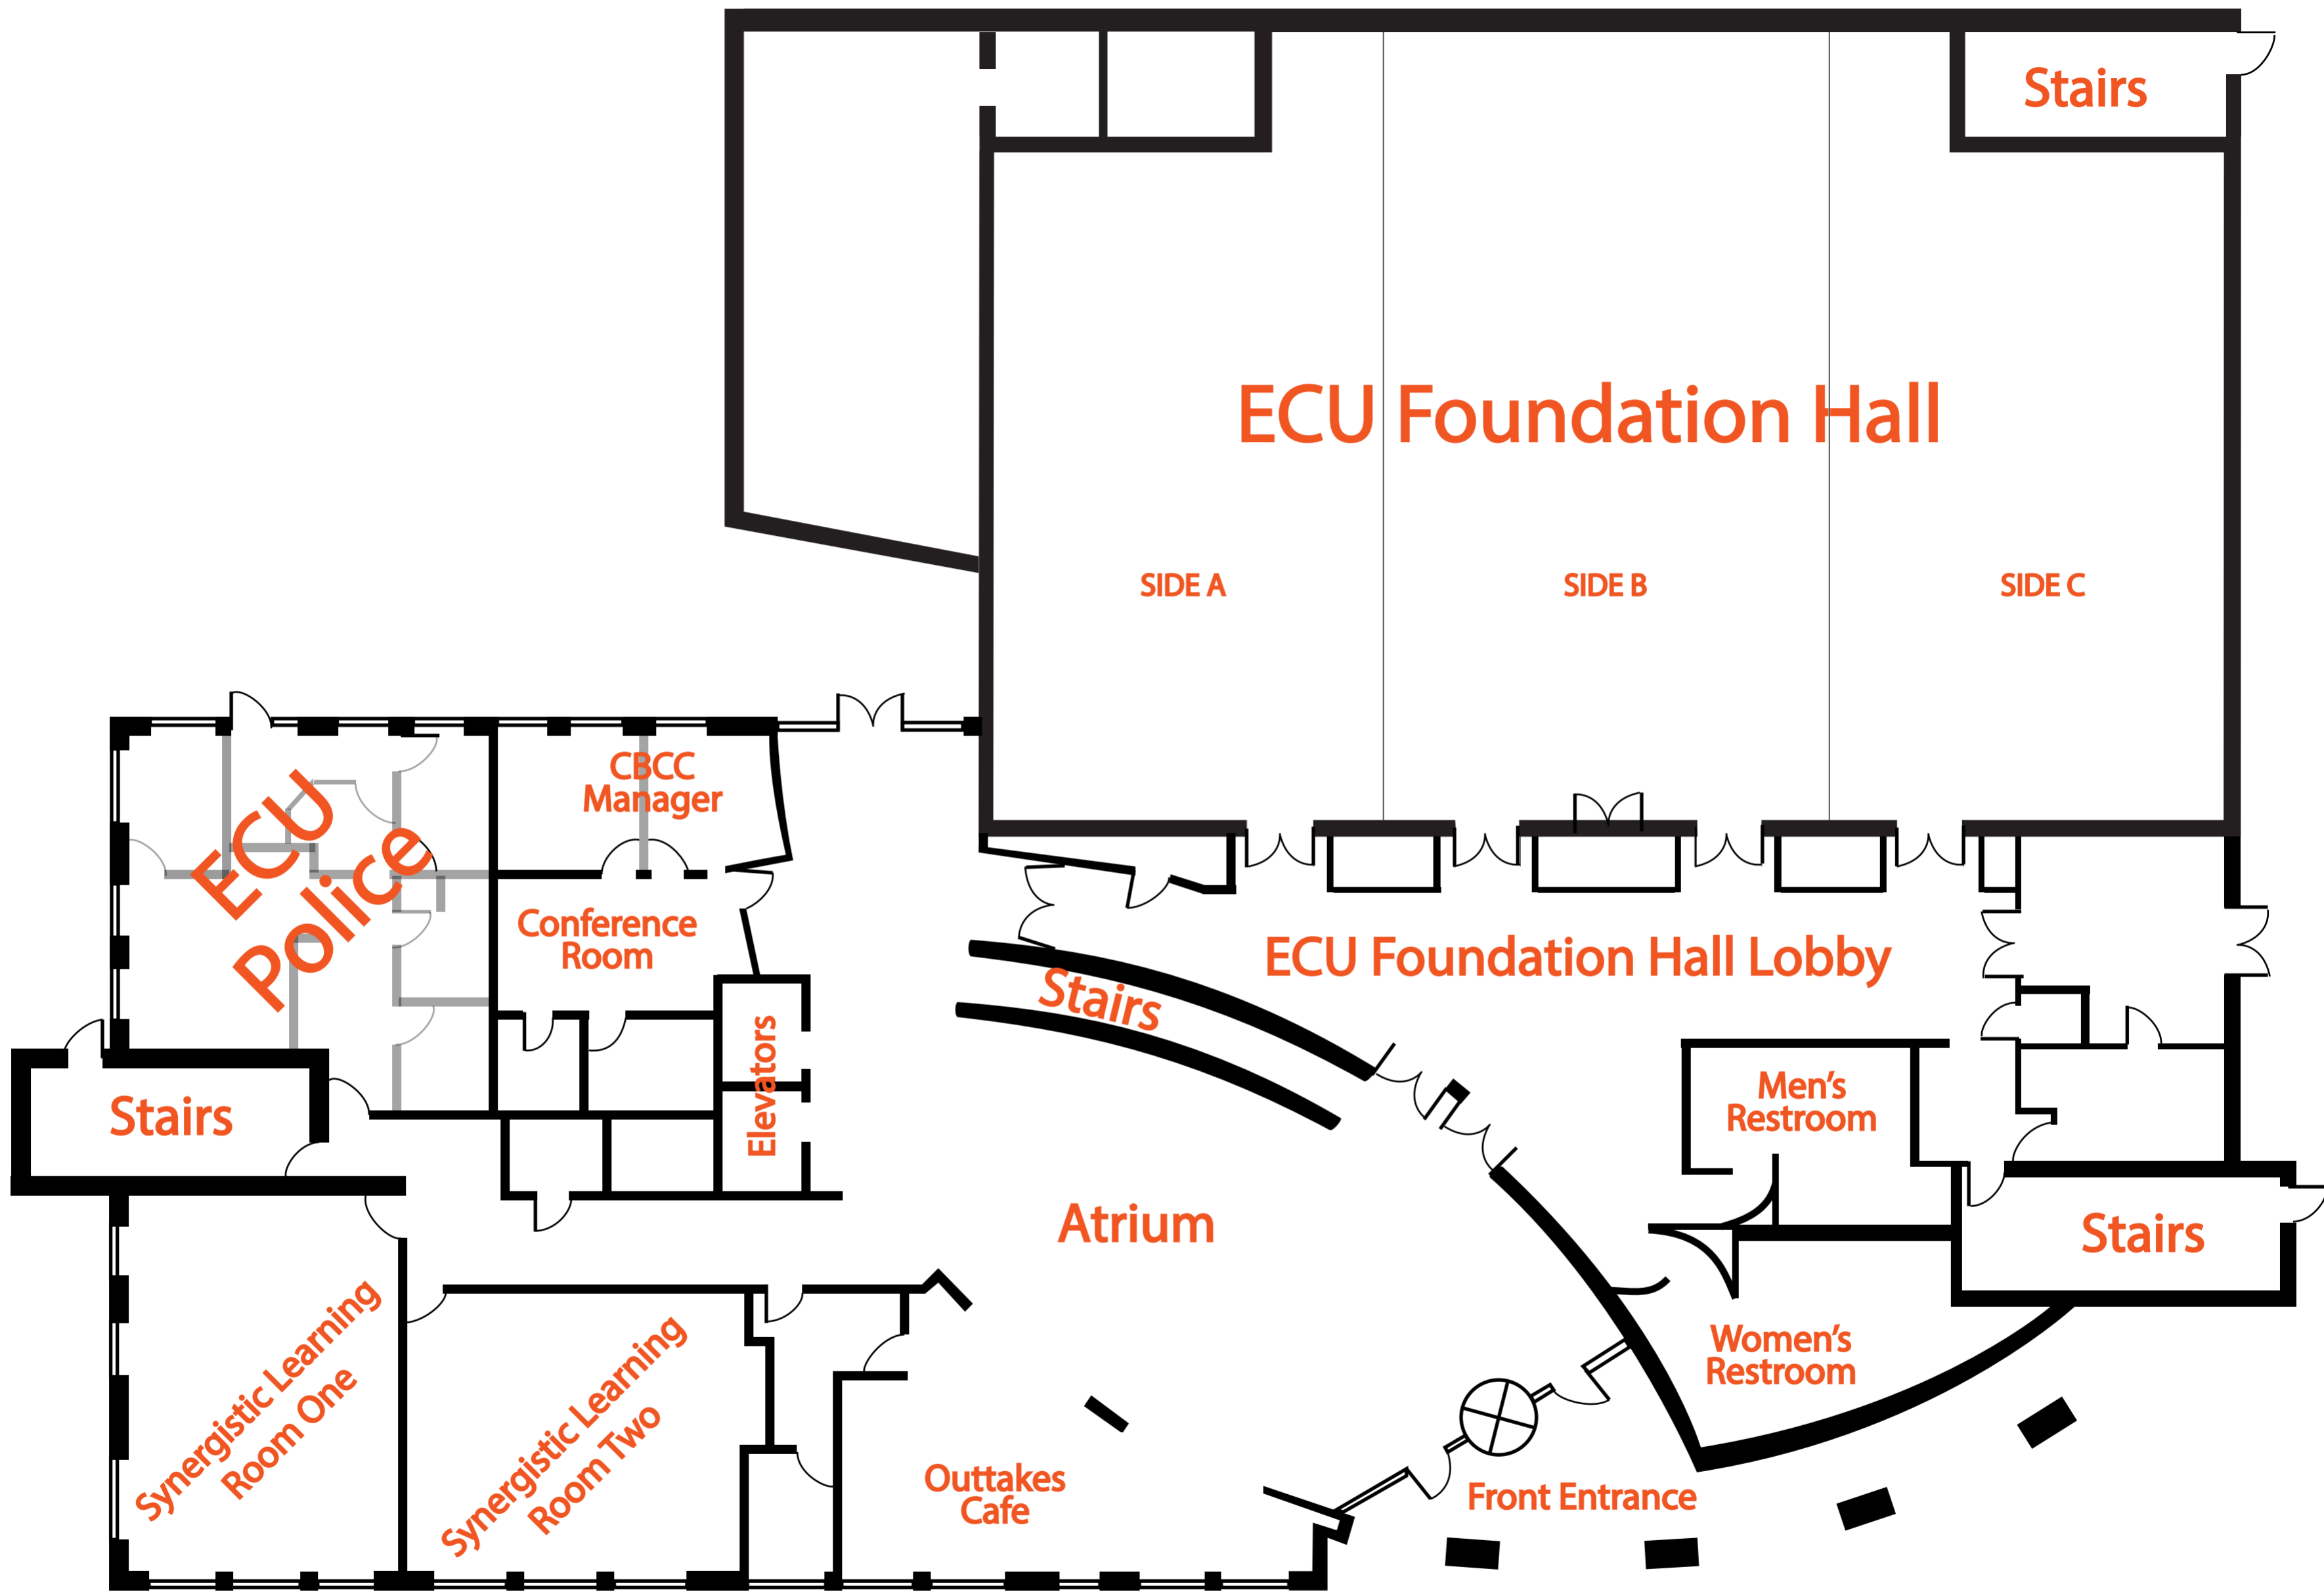 Stairs
ECU Foundation Hall
SIDE A
SIDE B
SIDE C
CBCC
Manager
ECU
Police
Conference
Room
ECU Foundation Hall Lobby
Stairs
Elevators
Stairs
Men's
Restroom
Atrium
Stairs
Synergistic Learning
Room One
Synergistic Learning
Room Two
Women's
Restroom
Outtakes
Cafe
Front Entrance